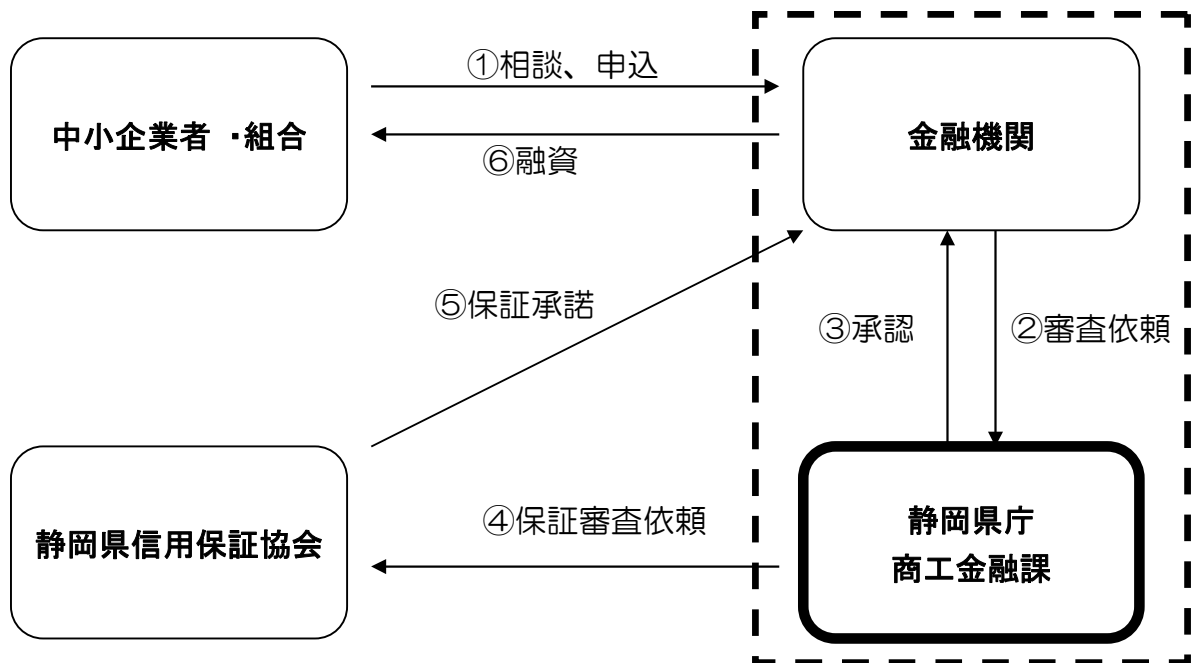 ①相談、申込
中小企業者 ・組合
金融機関
⑥融資
⑤保証承諾
③承認
②審査依頼
④保証審査依頼
静岡県信用保証協会
静岡県庁
商工金融課